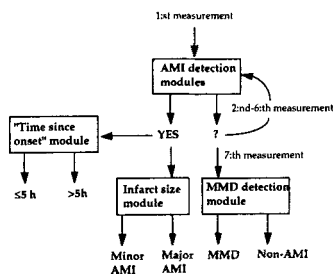 1:st measurement
AMI detection
modules
2:nd-6:th measurement
"Time since
onset" module
YES
?
7:th measurement
≤5 h
>5h
Infarct size
module
MMD detection
module
Minor
AMI
Major
AMI
MMD
Non-AMI